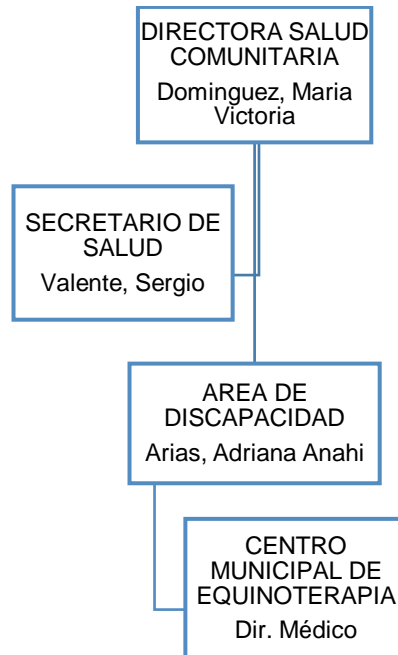 DIRECTORA SALUD
COMUNITARIA
Dominguez, Maria
Victoria
SECRETARIO DE
SALUD
Valente, Sergio
AREA DE
DISCAPACIDAD
Arias, Adriana Anahi
CENTRO
MUNICIPAL DE
EQUINOTERAPIA
Dir. Médico